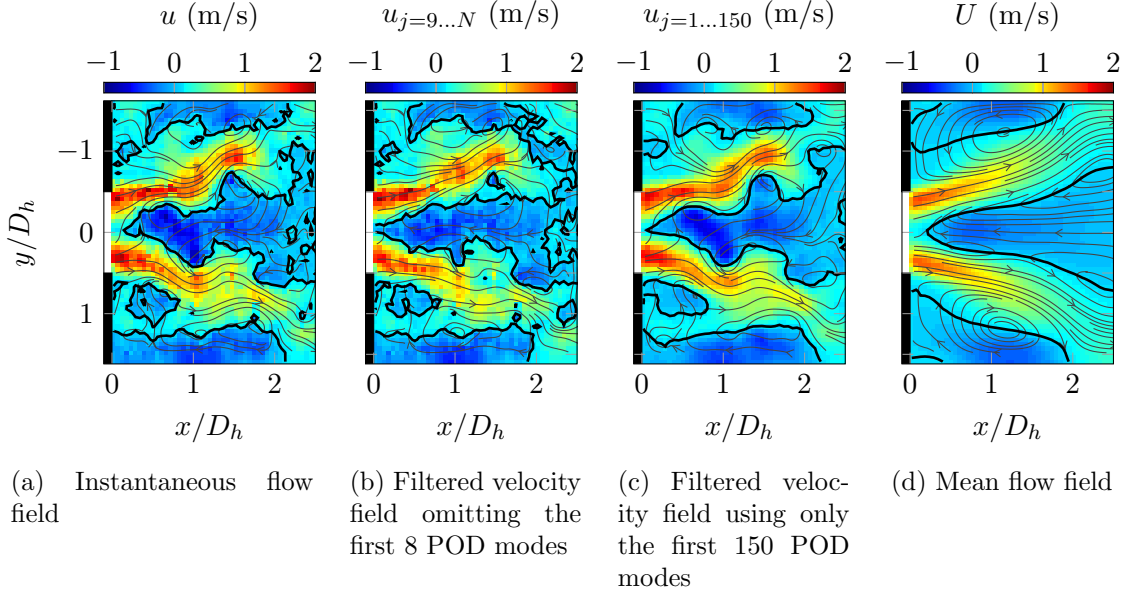 u (m/s)
u_{j=9...N} (m/s)
u_{j=1...150} (m/s)
U (m/s)
−1 0 1 2
−1 0 1 2
−1 0 1 2
−1 0 1 2
−1
0
1
y/D_h
0 1 2
0 1 2
0 1 2
0 1 2
x/D_h
x/D_h
x/D_h
x/D_h
(a) Instantaneous flow
field
(b) Filtered velocity
field omitting the
first 8 POD modes
(c) Filtered veloc-
ity field using only
the first 150 POD
modes
(d) Mean flow field